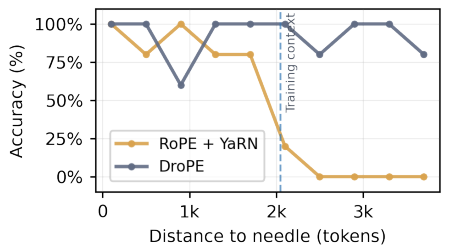 100%
75%
50%
25%
0%
Accuracy (%)
Training context
RoPE + YaRN
DroPE
0
1k
2k
3k
Distance to needle (tokens)